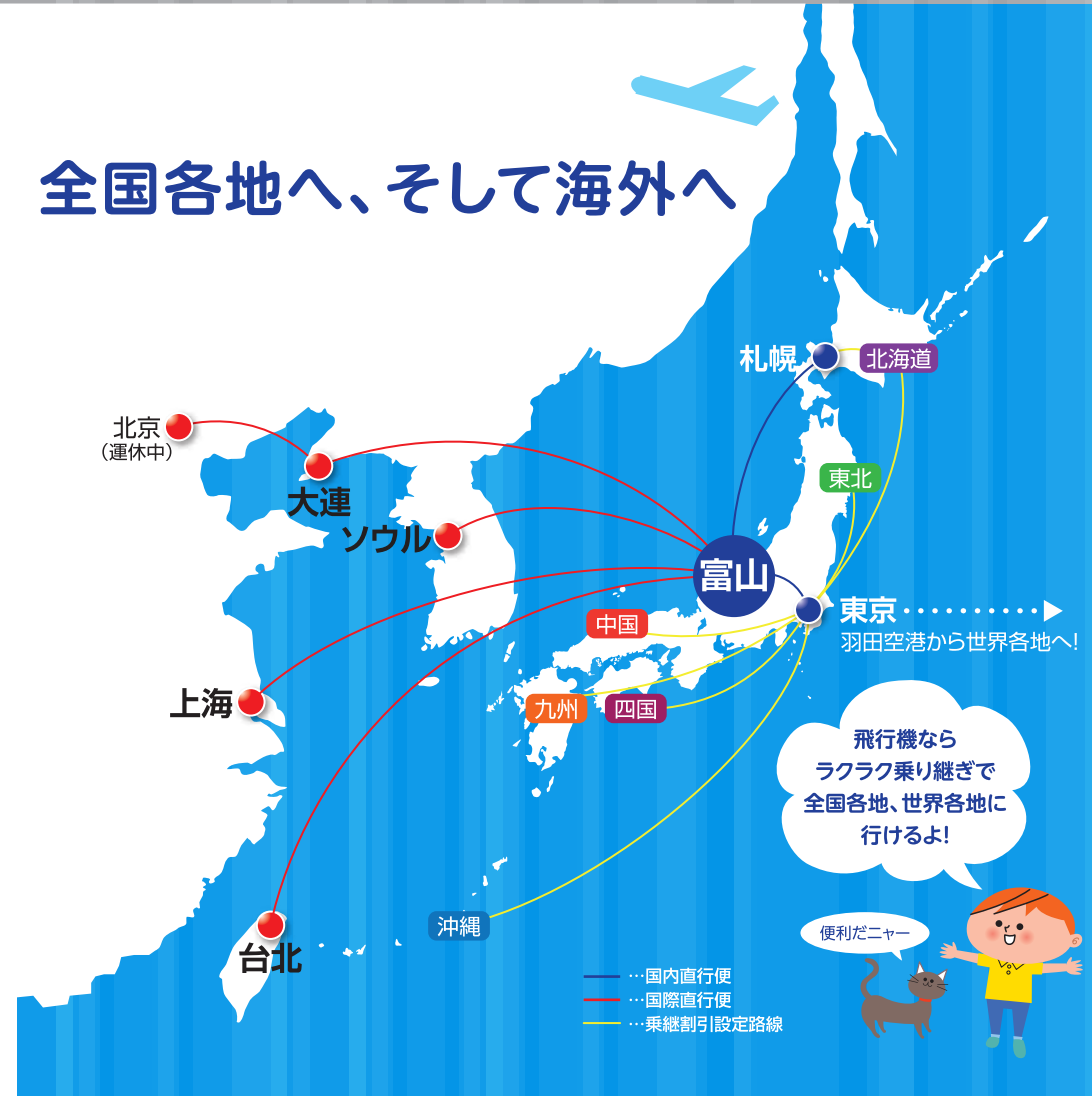 全国各地へ、そして海外へ
札幌
北海道
北京
(運休中)
大連
東北
ソウル
富山
東京
羽田空港から世界各地へ!
中国
上海
九州
四国
飛行機なら
ラクラク乗り継ぎで
全国各地、世界各地に
行けるよ!
沖縄
台北
便利だニャー
…国内直行便
…国際直行便
…乗継割引設定路線